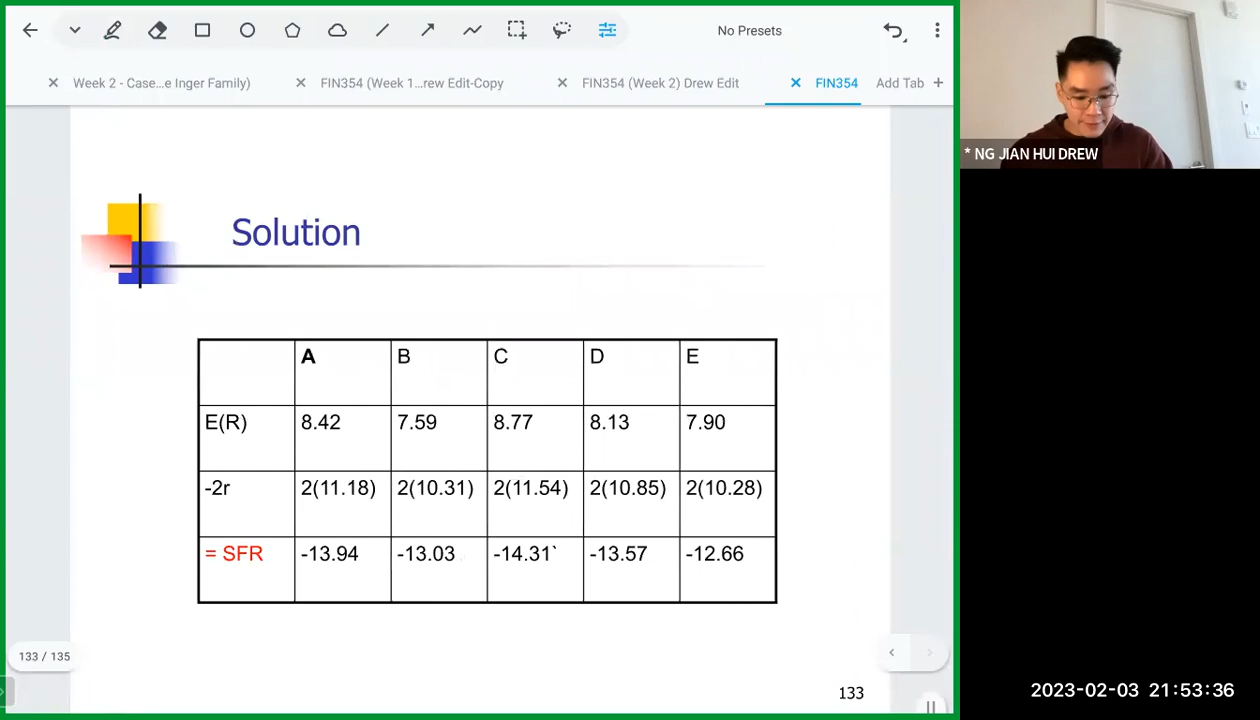 No Presets
Week 2 - Case...e Inger Family)
FIN354 (Week 1...rew Edit-Copy
FIN354 (Week 2) Drew Edit
FIN354
Add Tab +
* NG JIAN HUI DREW
Solution
A B C D E
E(R) 8.42 7.59 8.77 8.13 7.90
-2r 2(11.18) 2(10.31) 2(11.54) 2(10.85) 2(10.28)
= SFR -13.94 -13.03 -14.31` -13.57 -12.66
133 / 135
133
2023-02-03 21:53:36